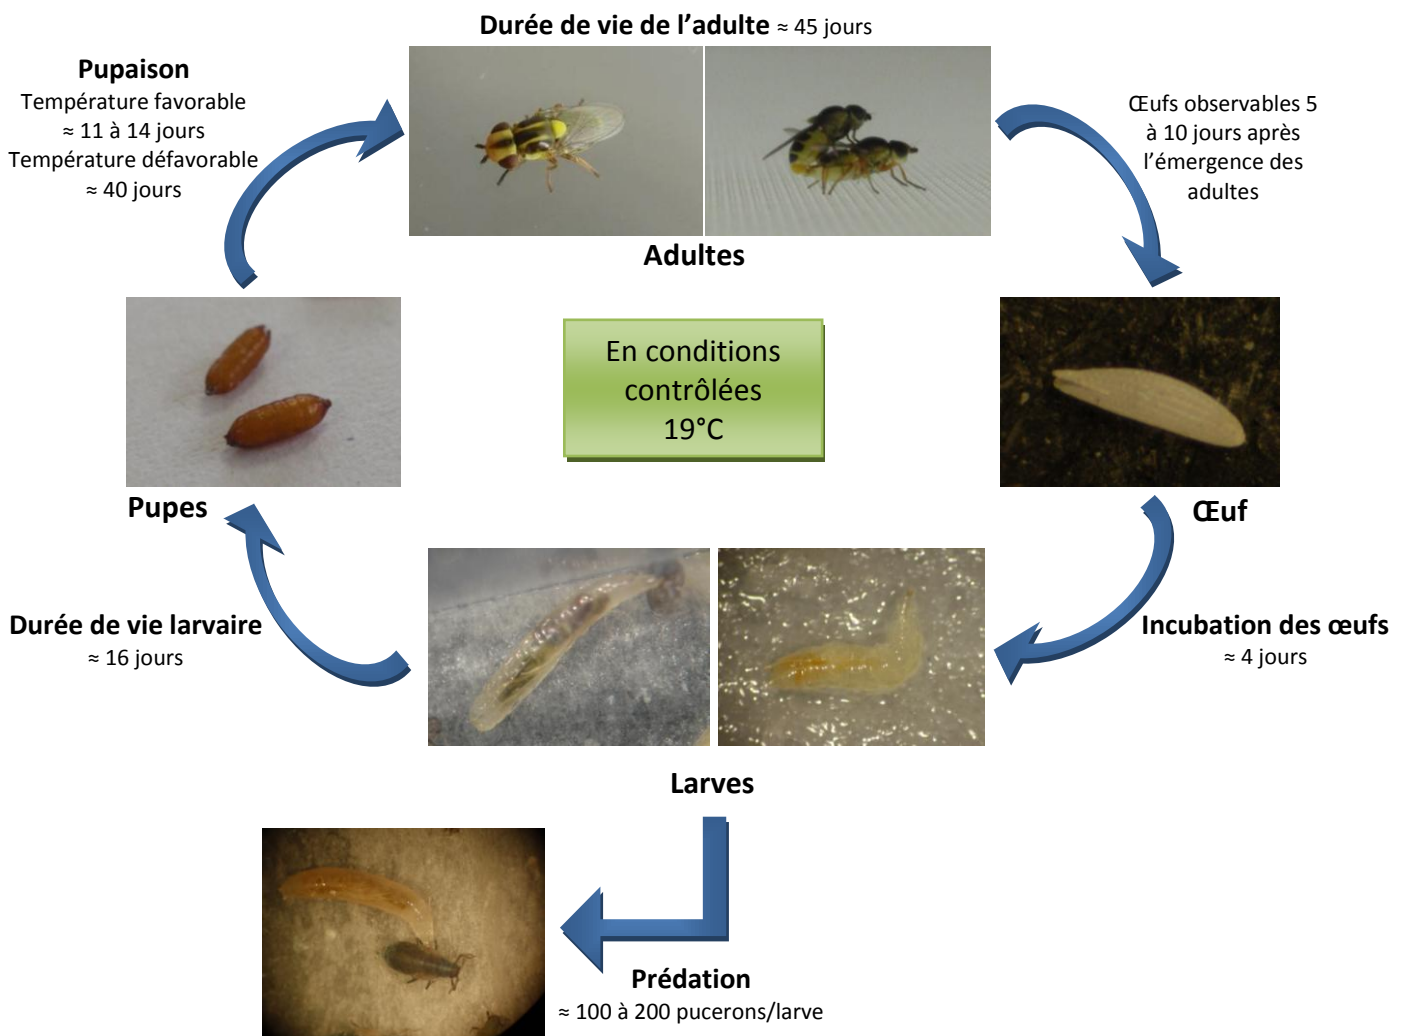 Durée de vie de l’adulte ≈ 45 jours
Pupaison
Température favorable
≈ 11 à 14 jours
Température défavorable
≈ 40 jours
Œufs observables 5
à 10 jours après
l’émergence des
adultes
Adultes
En conditions
contrôlées
19°C
Pupes
Œuf
Durée de vie larvaire
≈ 16 jours
Incubation des œufs
≈ 4 jours
Larves
Prédation
≈ 100 à 200 pucerons/larve